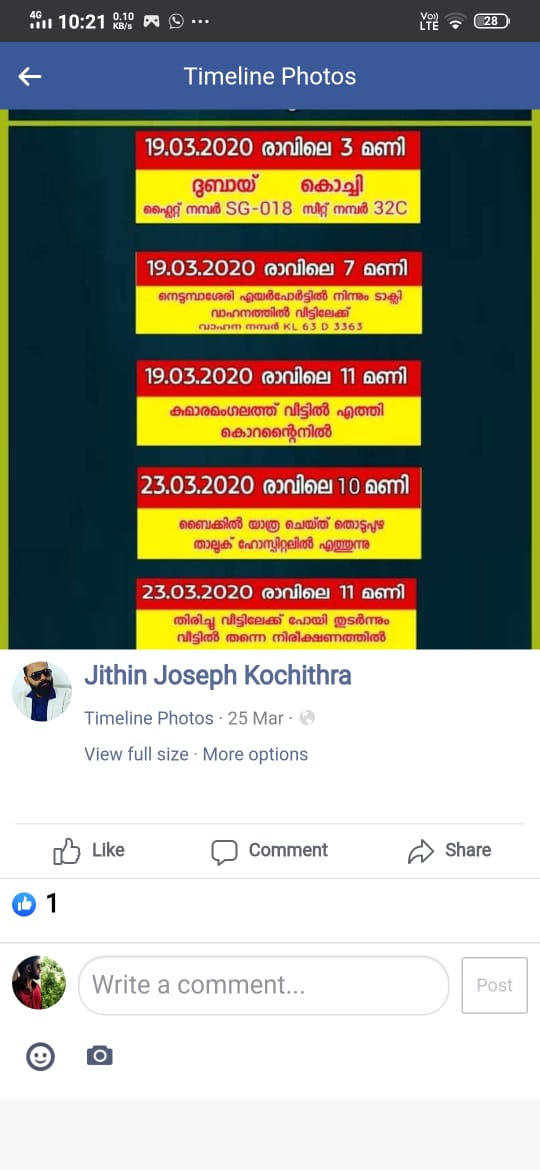 4G 10:21 0.10 KB/s ... Vo) LTE 28
Timeline Photos
19.03.2020 രാവിലെ 3 മണി
ദുബായ് കൊച്ചി
ഫ്ലൈറ്റ് നമ്പർ SG-018 സീറ്റ് നമ്പർ 32C
19.03.2020 രാവിലെ 7 മണി
നെടുമ്പാശേരി എയർപോർട്ടിൽ നിന്നും ടാക്സി
വാഹനത്തിൽ വീട്ടിലേക്ക്
വാഹന നമ്പർ KL 63 D 3363
19.03.2020 രാവിലെ 11 മണി
കുമാരമംഗലത്ത് വീട്ടിൽ എത്തി
കൊറന്റൈനിൽ
23.03.2020 രാവിലെ 10 മണി
ബൈക്കിൽ യാത്ര ചെയ്ത് തൊടുപുഴ
താലൂക് ഹോസ്പിറ്റലിൽ എത്തുന്നു
23.03.2020 രാവിലെ 11 മണി
തിരിച്ചു വീട്ടിലേക്ക് പോയി തുടർന്നും
വീട്ടിൽ തന്നെ നിരീക്ഷണത്തിൽ
Jithin Joseph Kochithra
Timeline Photos · 25 Mar ·
View full size · More options
Like Comment Share
1
Write a comment... Post